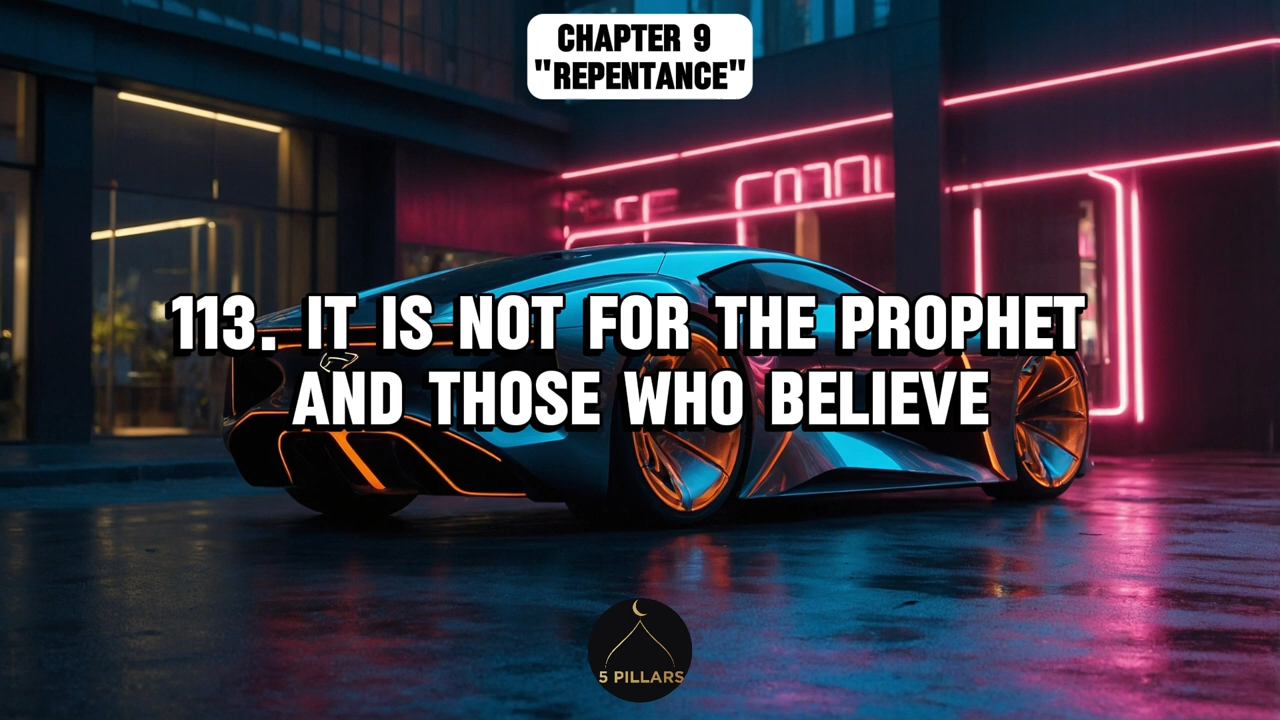 CHAPTER 9
"REPENTANCE"
113. IT IS NOT FOR THE PROPHET
AND THOSE WHO BELIEVE
5 PILLARS